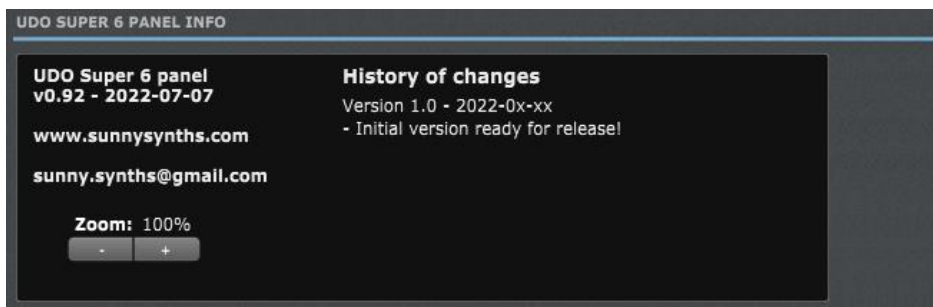 UDO SUPER 6 PANEL INFO
UDO Super 6 panel
v0.92 - 2022-07-07
www.sunnysynths.com
sunny.synths@gmail.com
Zoom: 100%
- +
History of changes
Version 1.0 - 2022-0x-xx
- Initial version ready for release!